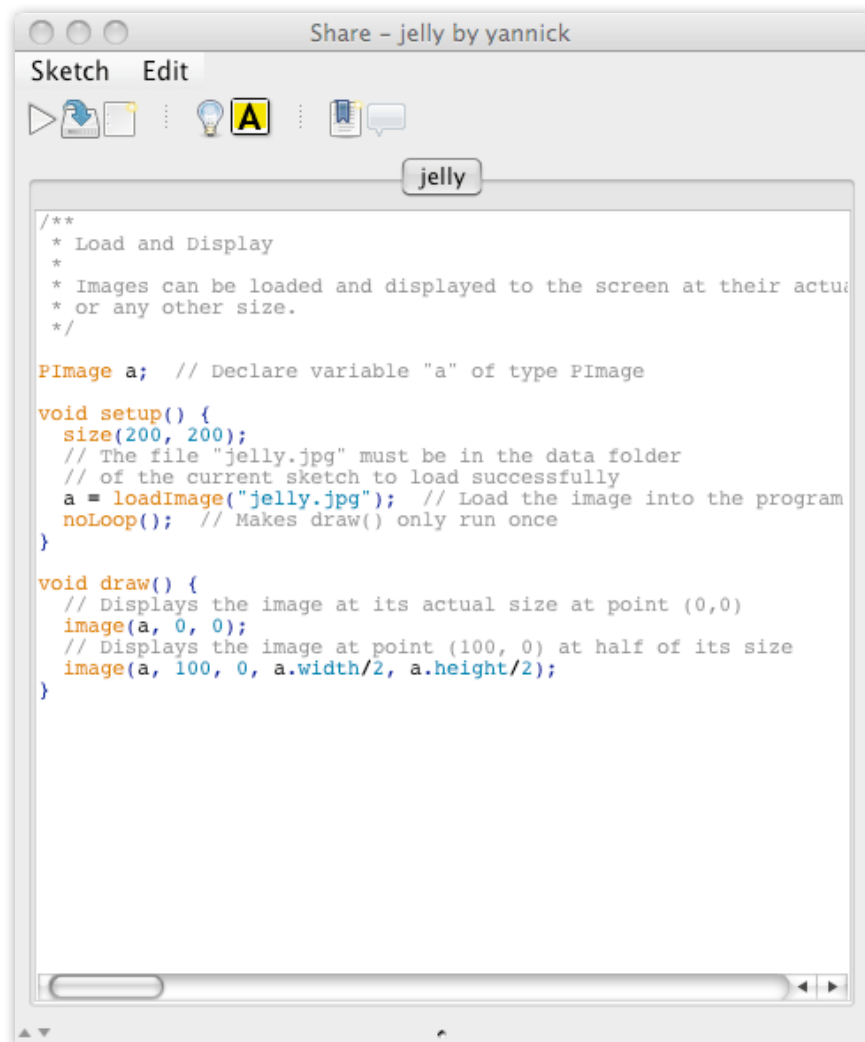 Share – jelly by yannick
Sketch Edit
A
jelly
/**
 * Load and Display
 *
 * Images can be loaded and displayed to the screen at their
 * or any other size.
 */
PImage a;  // Declare variable "a" of type PImage
void setup() {
  size(200, 200);
  // The file "jelly.jpg" must be in the data folder
  // of the current sketch to load successfully
  a = loadImage("jelly.jpg");  // Load the image into the program
  noLoop();  // Makes draw() only run once
}
void draw() {
  // Displays the image at its actual size at point (0,0)
  image(a, 0, 0);
  // Displays the image at point (100, 0) at half of its size
  image(a, 100, 0, a.width/2, a.height/2);
}